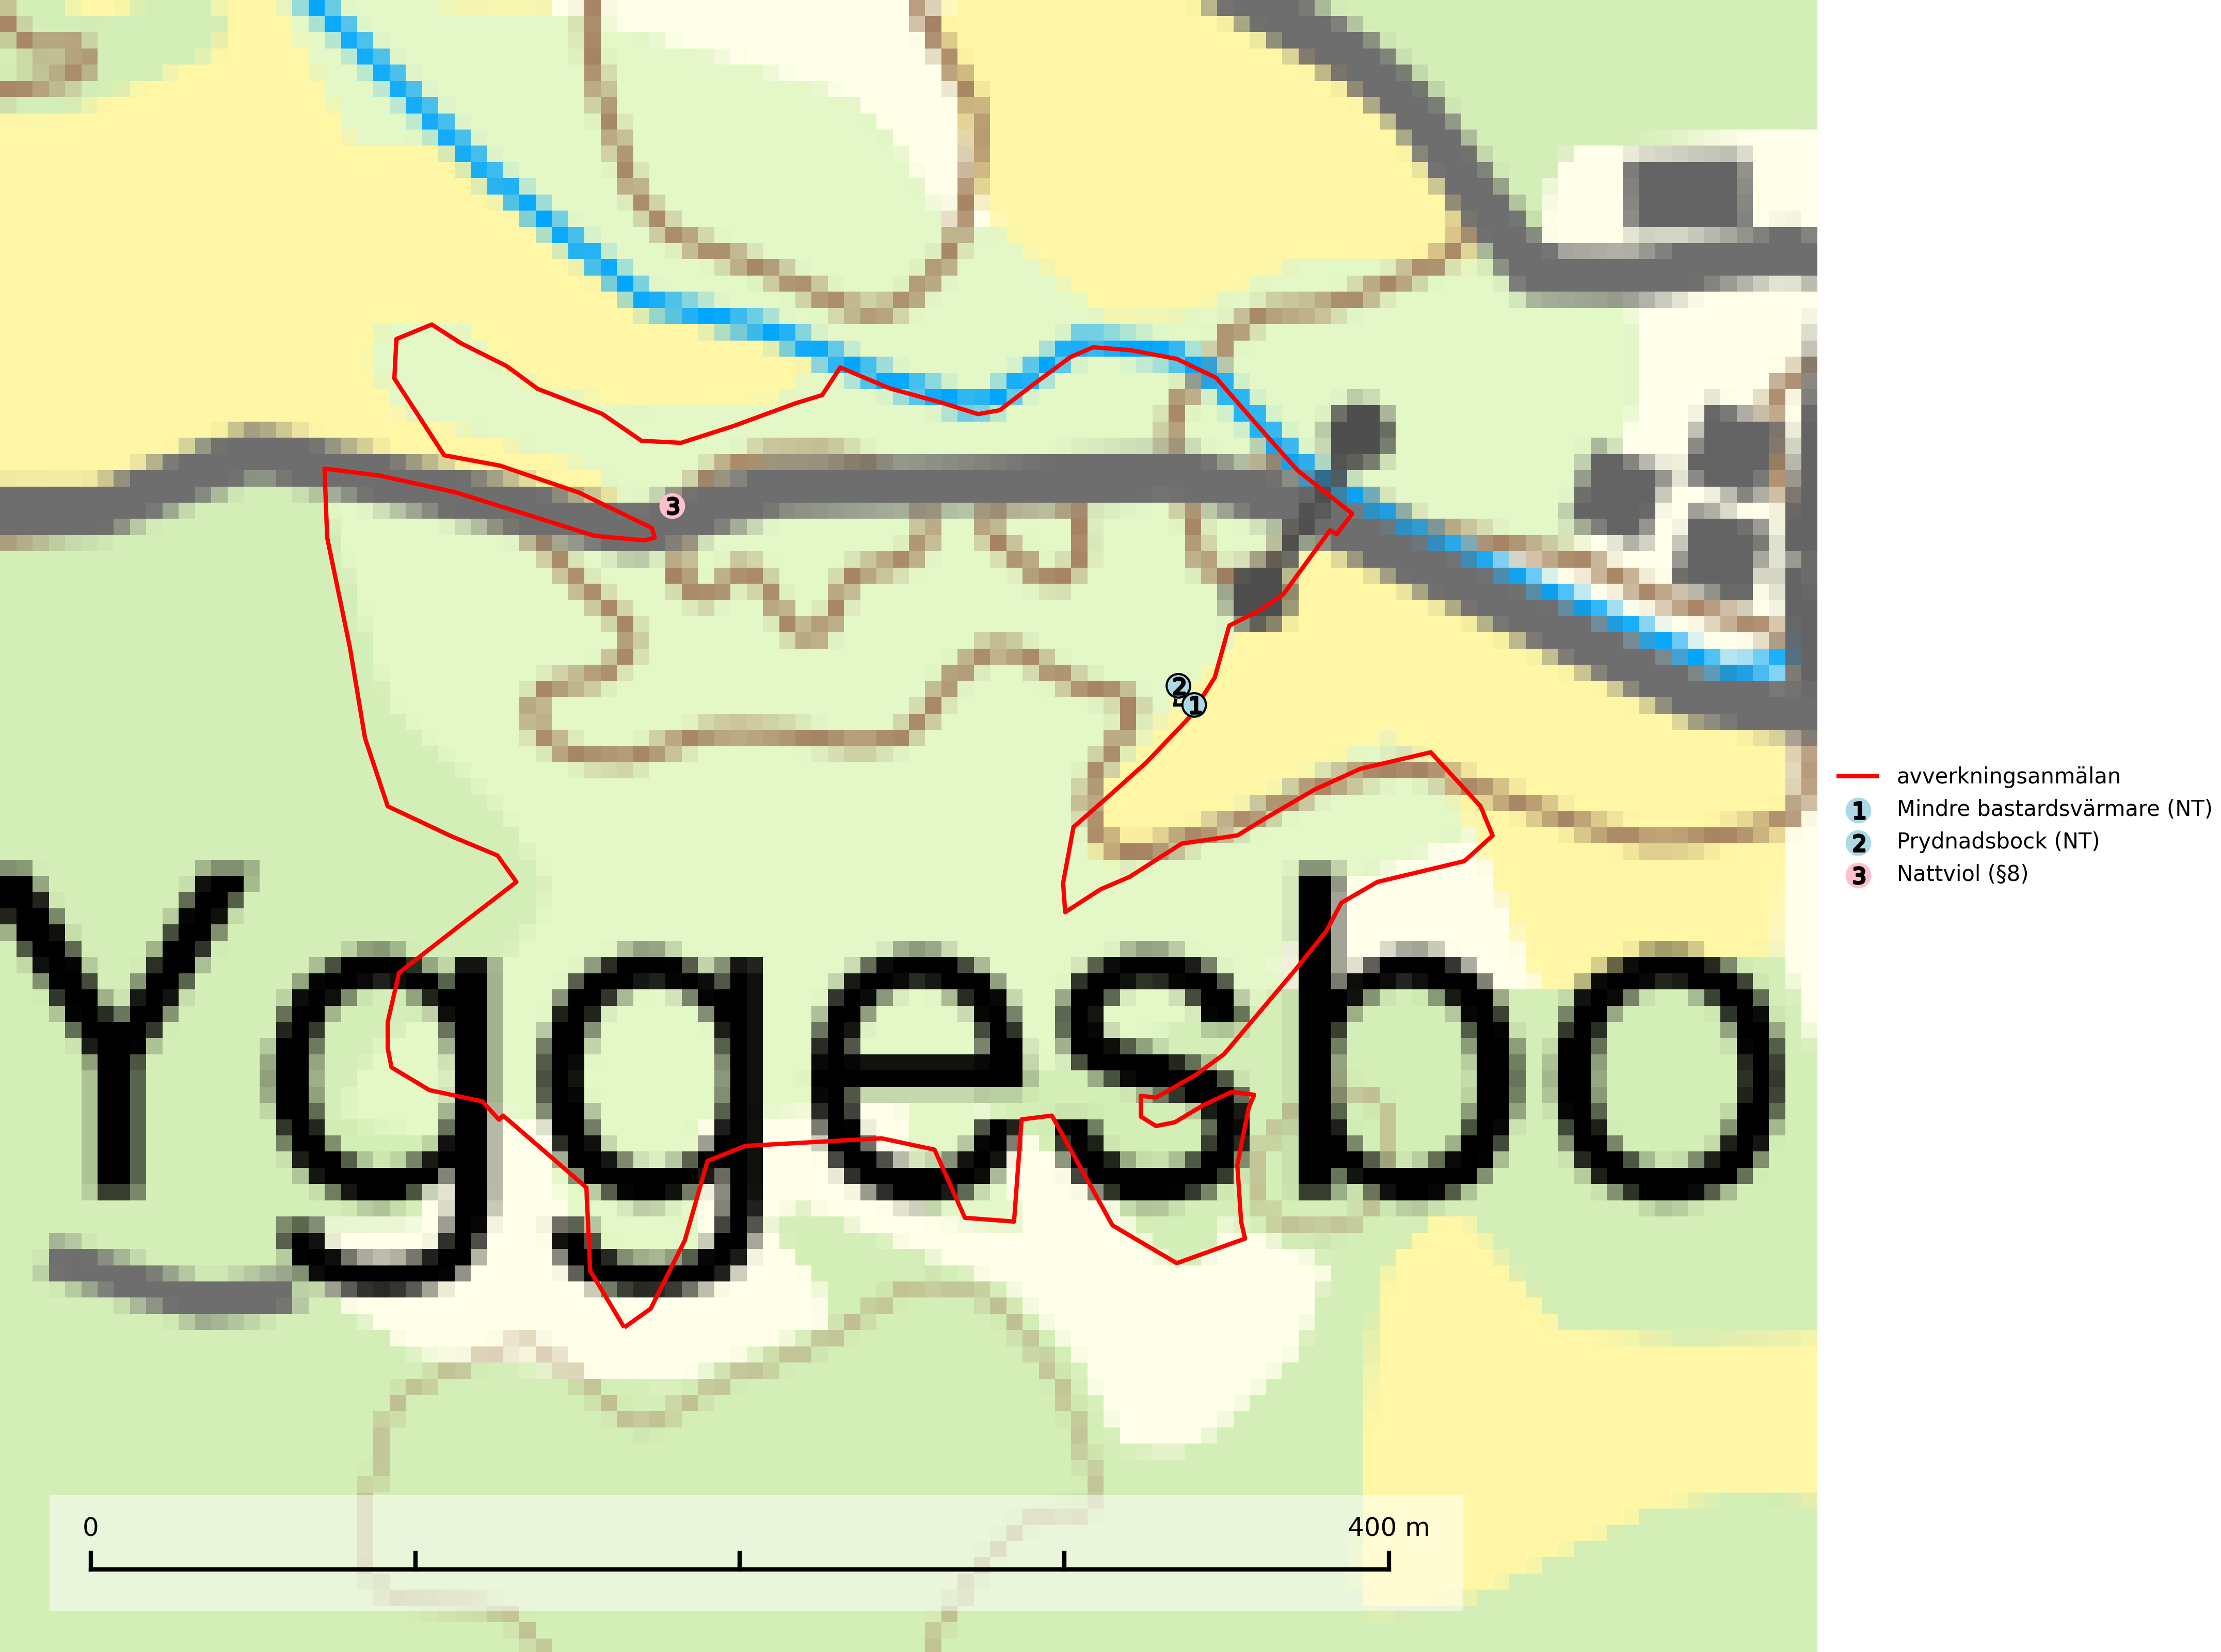 3
2
1
Yggesbo
0
400 m
avverkningsanmälan
1 Mindre bastardsvärmare (NT)
2 Prydnadsbock (NT)
3 Nattviol (§8)